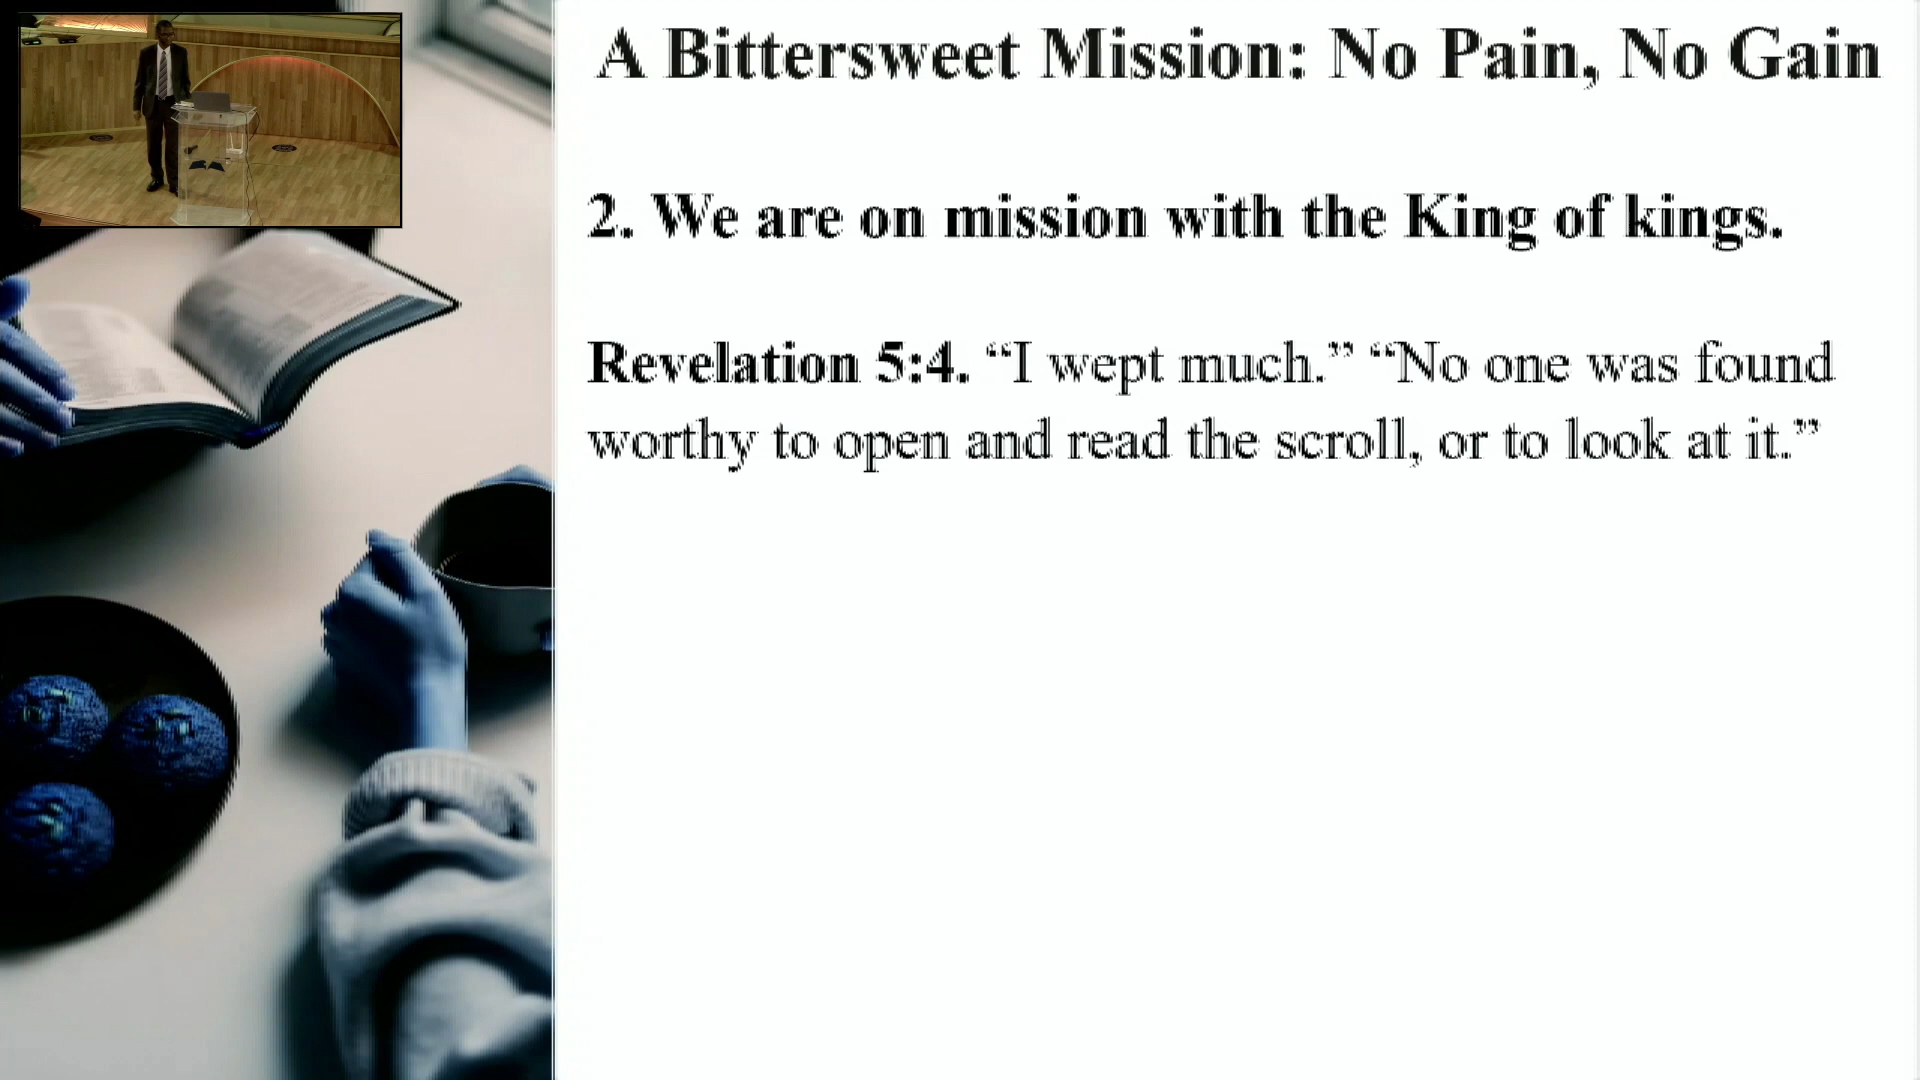 A Bittersweet Mission: No Pain, No Gain
2. We are on mission with the King of kings.
Revelation 5:4. “I wept much.” “No one was found
worthy to open and read the scroll, or to look at it.”